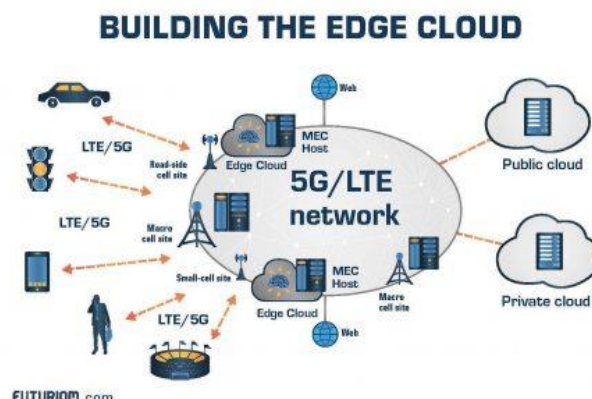 BUILDING THE EDGE CLOUD
Web
LTE/5G
Road-side
cell site
Edge Cloud
MEC
Host
Public cloud
5G/LTE
network
LTE/5G
Macro
cell site
Small-cell site
Edge Cloud
MEC
Host
Macro
cell site
Private cloud
LTE/5G
Web
FUTURIOM.com